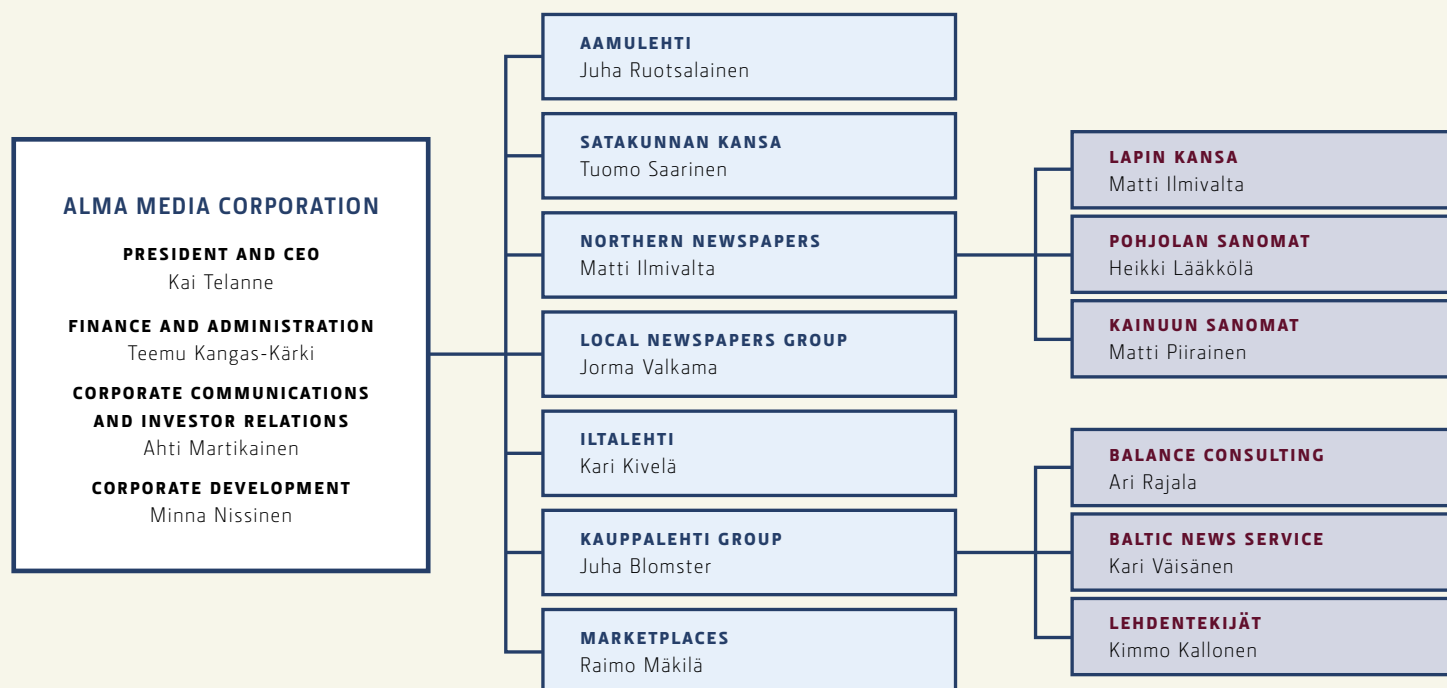 ALMA MEDIA CORPORATION
PRESIDENT AND CEO
Kai Telanne
FINANCE AND ADMINISTRATION
Teemu Kangas-Kärki
CORPORATE COMMUNICATIONS
AND INVESTOR RELATIONS
Ahti Martikainen
CORPORATE DEVELOPMENT
Minna Nissinen
AAMULEHTI
Juha Ruotsalainen
SATAKUNNAN KANSA
Tuomo Saarinen
NORTHERN NEWSPAPERS
Matti Ilmivalta
LOCAL NEWSPAPERS GROUP
Jorma Valkama
ILTALEHTI
Kari Kivelä
KAUPPALEHTI GROUP
Juha Blomster
MARKETPLACES
Raimo Mäkilä
LAPIN KANSA
Matti Ilmivalta
POHJOLAN SANOMAT
Heikki Lääkkölä
KAINUUN SANOMAT
Matti Piirainen
BALANCE CONSULTING
Ari Rajala
BALTIC NEWS SERVICE
Kari Väisänen
LEHDENTEKIJÄT
Kimmo Kallonen